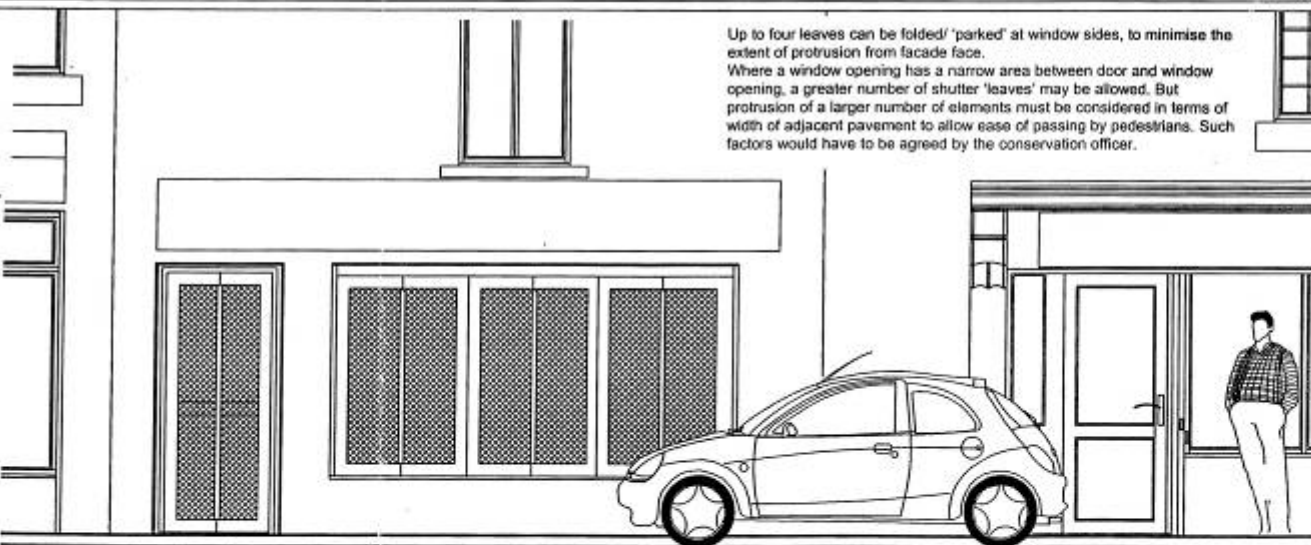 Up to four leaves can be folded/ 'parked' at window sides, to minimise the
extent of protrusion from facade face.
Where a window opening has a narrow area between door and window
opening, a greater number of shutter 'leaves' may be allowed. But
protrusion of a larger number of elements must be considered in terms of
width of adjacent pavement to allow ease of passing by pedestrians. Such
factors would have to be agreed by the conservation officer.